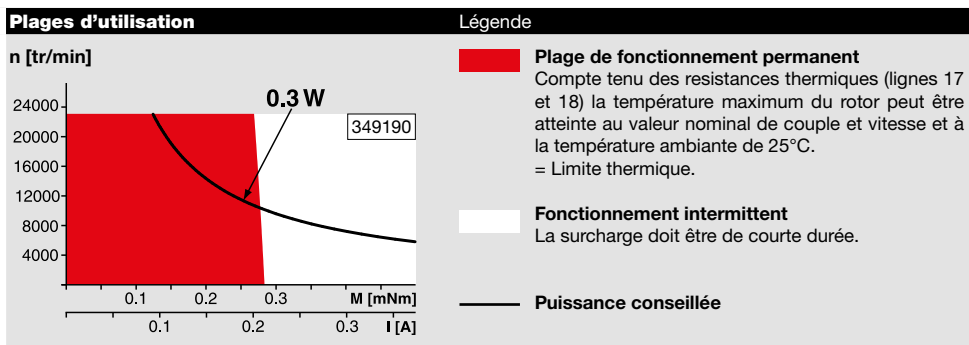 Plages d'utilisation
n [tr/min]
0.3 W
349190
24000
20000
16000
12000
8000
4000
0.1 0.2 0.3 M [mNm]
0.1 0.2 0.3 I [A]
Légende
Plage de fonctionnement permanent
Compte tenu des resistances thermiques (lignes 17
et 18) la température maximum du rotor peut être
atteinte au valeur nominal de couple et vitesse et à
la température ambiante de 25°C.
= Limite thermique.
Fonctionnement intermittent
La surcharge doit être de courte durée.
Puissance conseillée